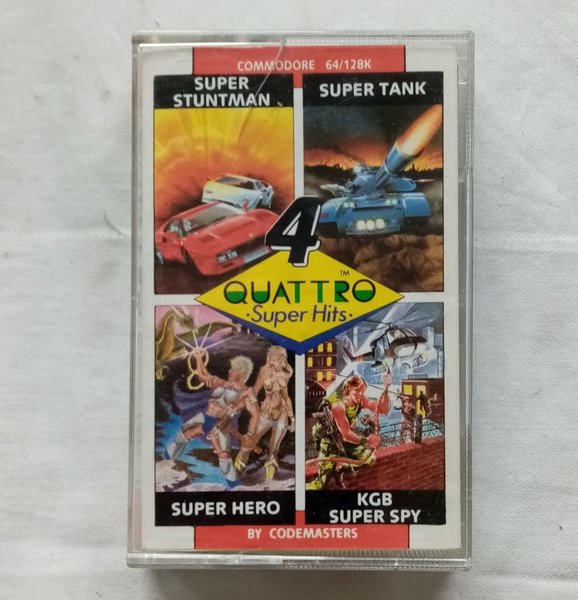 COMMODORE 64/128K
SUPER
STUNTMAN
SUPER TANK
4
QUATTRO
TM
·Super Hits·
SUPER HERO
KGB
SUPER SPY
BY CODEMASTERS